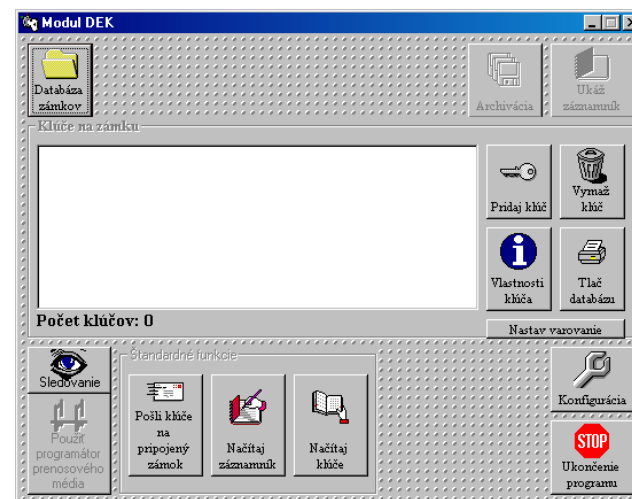 Modul DEK
Databáza
zámkov
Archivácia
Ukáž
záznamník
Kľúče na zámku
Pridaj kľúč
Vymaž
kľúč
Vlastnosti
kľúča
Tlač
databázu
Počet kľúčov: 0
Nastav varovanie
Sledovanie
Štandardné funkcie
Pošli kľúče
na
pripojený
zámok
Načítaj
záznamník
Načítaj
kľúče
Konfigurácia
Použiť
programátor
prenosového
média
STOP
Ukončenie
programu